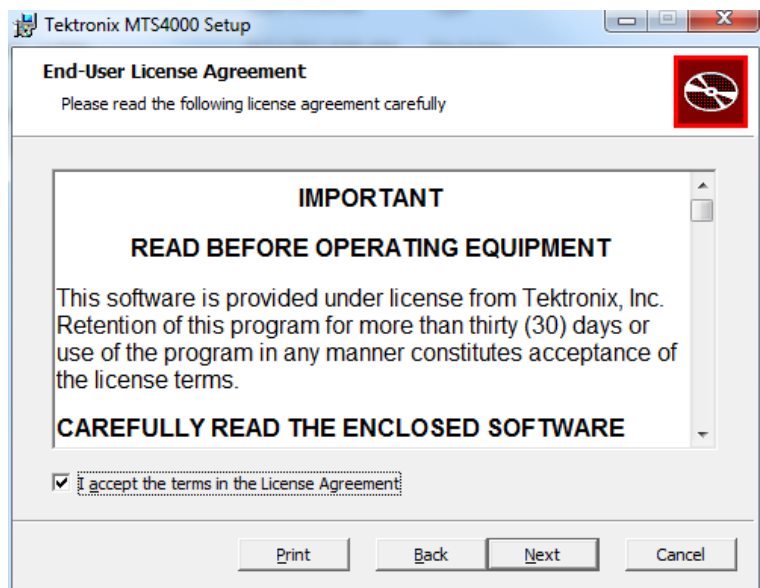 Tektronix MTS4000 Setup
End-User License Agreement
Please read the following license agreement carefully
IMPORTANT
READ BEFORE OPERATING EQUIPMENT
This software is provided under license from Tektronix, Inc.
Retention of this program for more than thirty (30) days or
use of the program in any manner constitutes acceptance of
the license terms.
CAREFULLY READ THE ENCLOSED SOFTWARE
I accept the terms in the License Agreement
Print Back Next Cancel